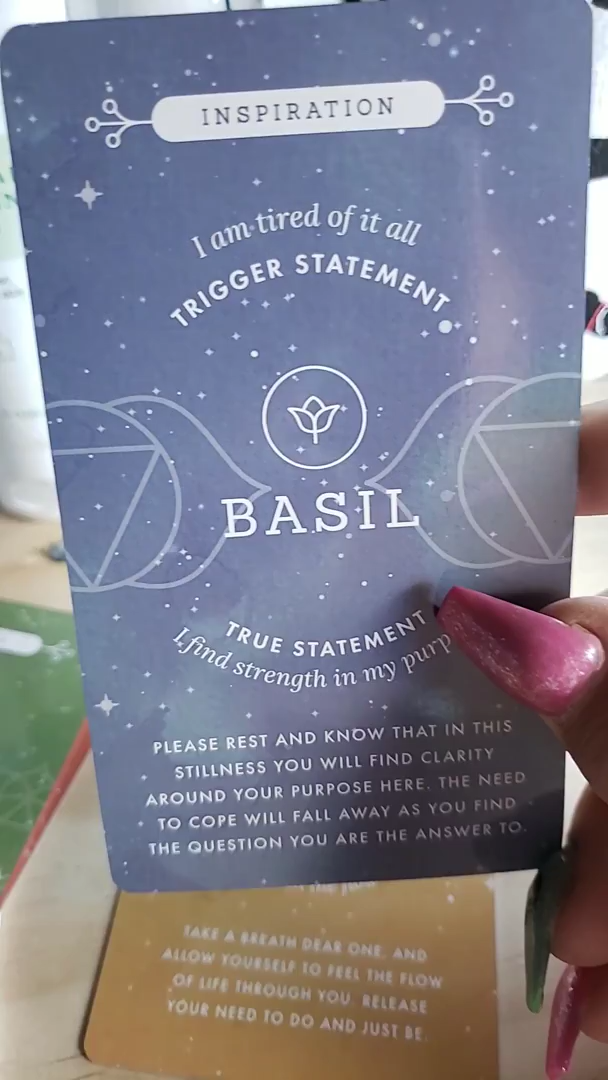 INSPIRATION
I am tired of it all
TRIGGER STATEMENT
BASIL
TRUE STATEMENT
I find strength in my
PLEASE REST AND KNOW THAT IN THIS
STILLNESS YOU WILL FIND CLARITY
AROUND YOUR PURPOSE HERE. THE NEED
TO COPE WILL FALL AWAY AS YOU FIND
THE QUESTION YOU ARE THE ANSWER TO.
TAKE A BREATH DEAR ONE, AND
ALLOW YOURSELF TO FEEL THE FLOW
OF LIFE THROUGH YOU. RELEASE
YOUR NEED TO DO AND JUST BE.